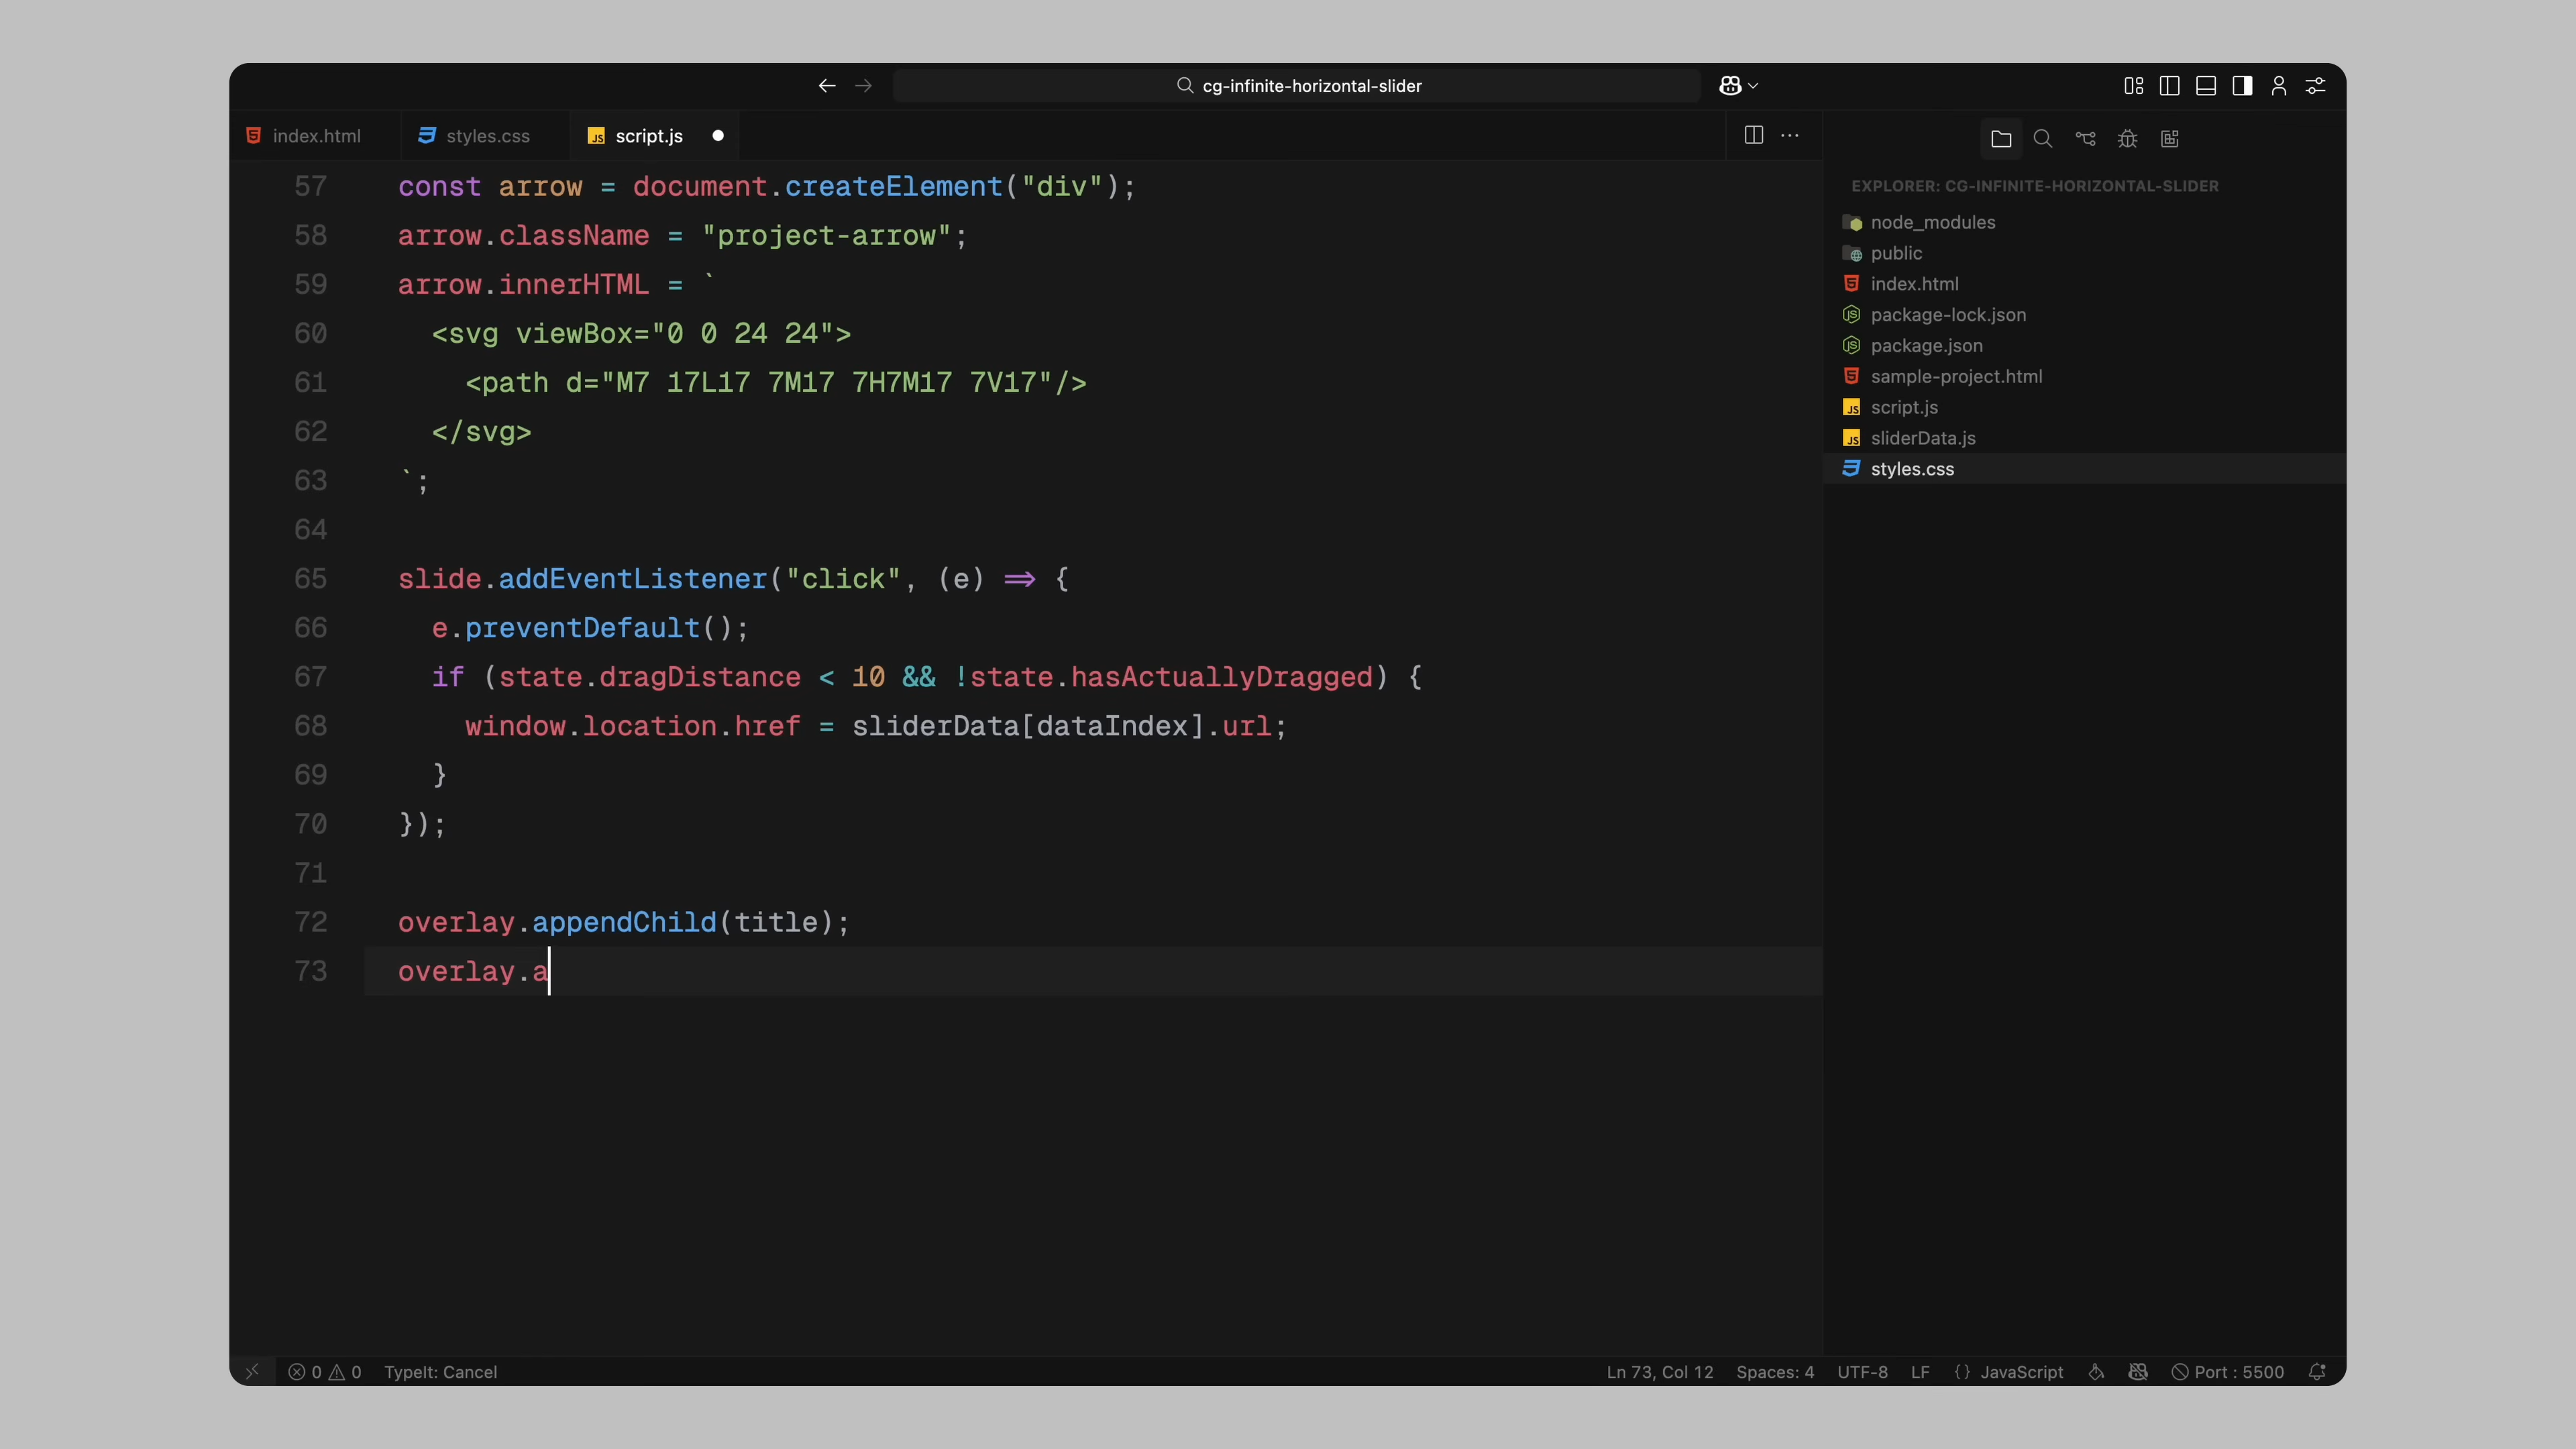 cg-infinite-horizontal-slider
index.html
styles.css
script.js
57 const arrow = document.createElement("div");
58 arrow.className = "project-arrow";
59 arrow.innerHTML = `
60 <svg viewBox="0 0 24 24">
61 <path d="M7 17L17 7M17 7H7M17 7V17"/>
62 </svg>
63 `;
64
65 slide.addEventListener("click", (e) => {
66 e.preventDefault();
67 if (state.dragDistance < 10 && !state.hasActuallyDragged) {
68 window.location.href = sliderData[dataIndex].url;
69 }
70 });
71
72 overlay.appendChild(title);
73 overlay.a
EXPLORER: CG-INFINITE-HORIZONTAL-SLIDER
node_modules
public
index.html
package-lock.json
package.json
sample-project.html
script.js
sliderData.js
styles.css
0 0 TypeIt: Cancel
Ln 73, Col 12 Spaces: 4 UTF-8 LF {} JavaScript Port : 5500